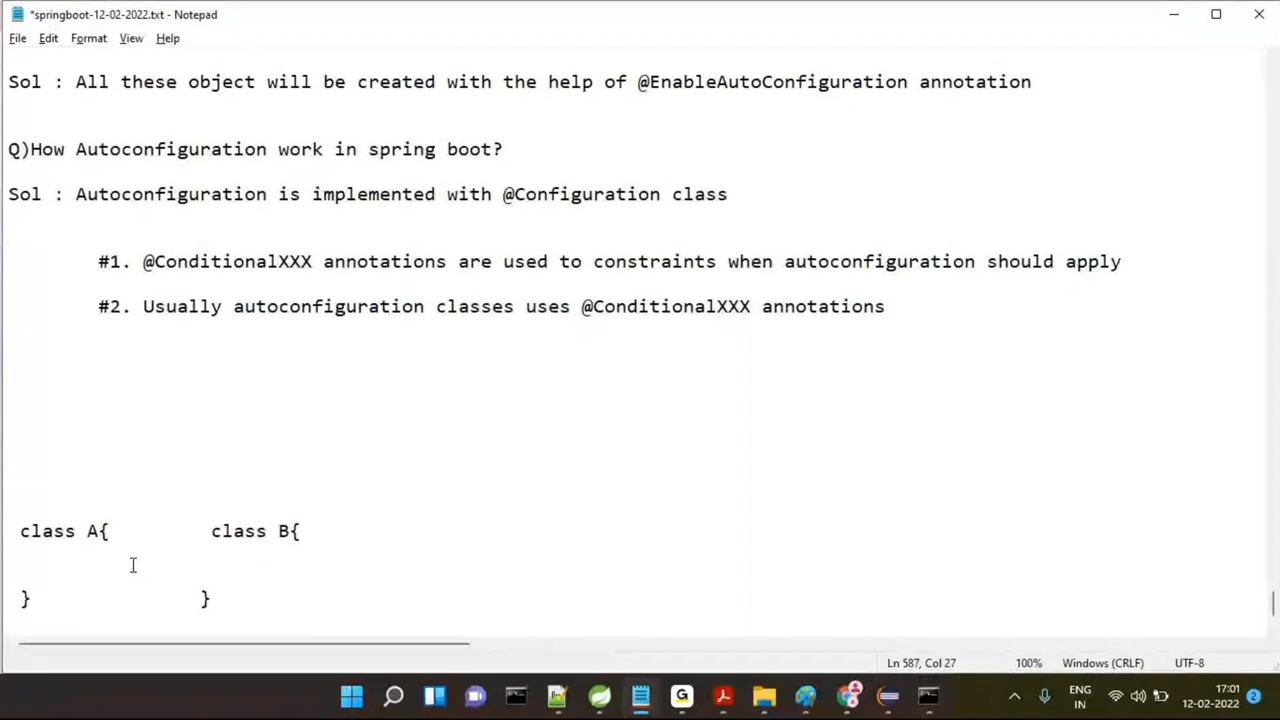 *springboot-12-02-2022.txt - Notepad
File Edit Format View Help
Sol : All these object will be created with the help of @EnableAutoConfiguration annotation
Q)How Autoconfiguration work in spring boot?
Sol : Autoconfiguration is implemented with @Configuration class
#1. @ConditionalXXX annotations are used to constraints when autoconfiguration should apply
#2. Usually autoconfiguration classes uses @ConditionalXXX annotations
class A{ class B{
} }
Ln 587, Col 27 100% Windows (CRLF) UTF-8
G
ENG 17:01
IN 12-02-2022 2